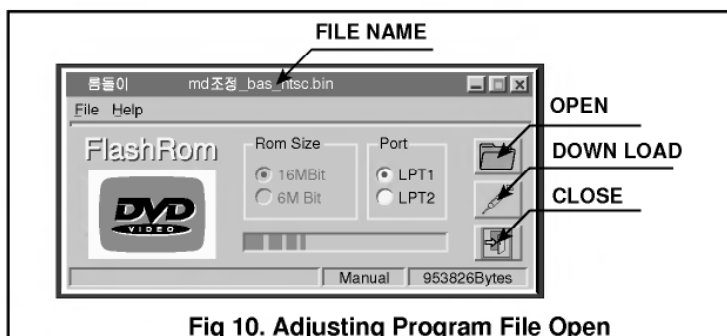 FILE NAME
롬돌이 md조정_bas_ntsc.bin
File Help
OPEN
FlashRom
Rom Size
Port
16MBit
LPT1
DOWN LOAD
6M Bit
LPT2
CLOSE
DVD
VIDEO
Manual
953826Bytes
Fig 10. Adjusting Program File Open